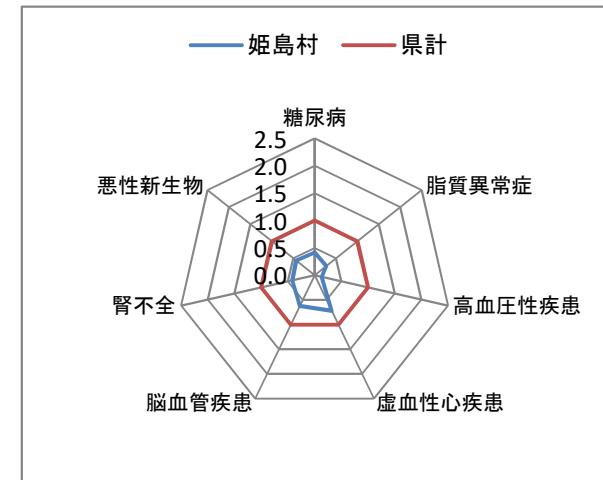 姫島村 県計
糖尿病
2.5
2.0
1.5
1.0
0.5
0.0
脂質異常症
高血圧性疾患
虚血性心疾患
脳血管疾患
腎不全
悪性新生物